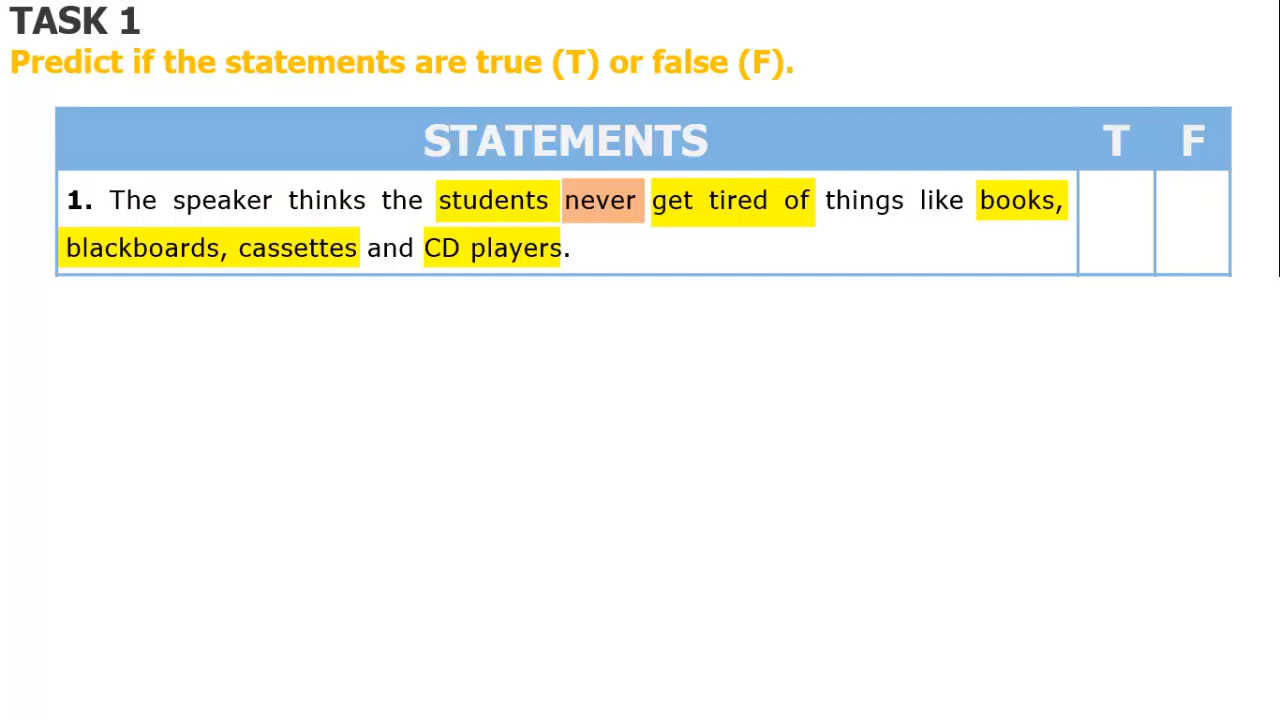 TASK 1
Predict if the statements are true (T) or false (F).
STATEMENTS T F
1. The speaker thinks the students never get tired of things like books,
blackboards, cassettes and CD players.